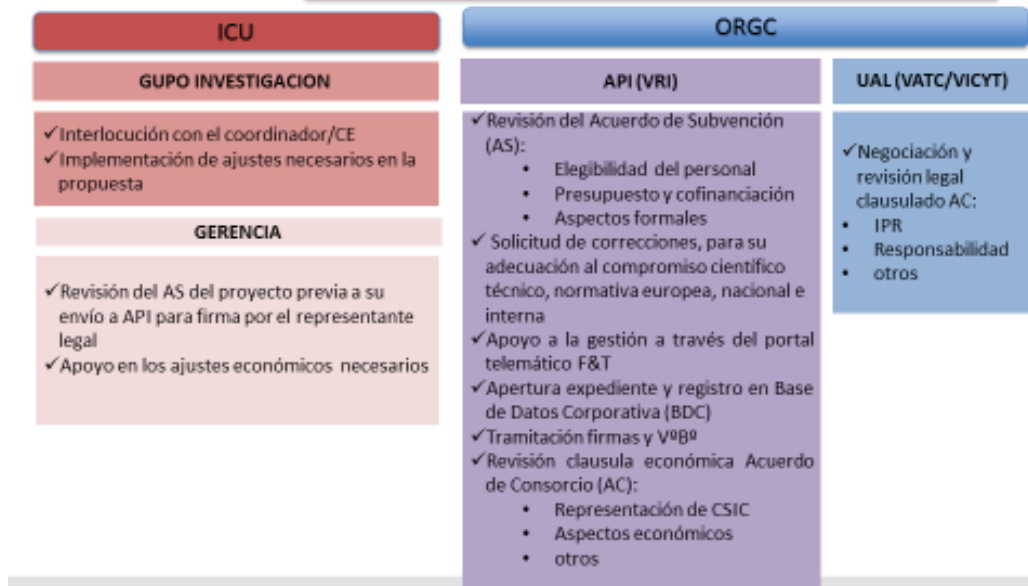 ICU
GUPO INVESTIGACION
✓Interlocución con el coordinador/CE
✓Implementación de ajustes necesarios en la
propuesta
GERENCIA
✓Revisión del AS del proyecto previa a su
envío a API para firma por el representante
legal
✓Apoyo en los ajustes económicos necesarios
ORGC
API (VRI)
✓Revisión del Acuerdo de Subvención
(AS):
• Elegibilidad del personal
• Presupuesto y cofinanciación
• Aspectos formales
✓ Solicitud de correcciones, para su
adecuación al compromiso científico
técnico, normativa europea, nacional e
interna
✓Apoyo a la gestión a través del portal
telemático F&T
✓Apertura expediente y registro en Base
de Datos Corporativa (BDC)
✓Tramitación firmas y VºBº
✓Revisión clausula económica Acuerdo
de Consorcio (AC):
• Representación de CSIC
• Aspectos económicos
• otros
UAL (VATC/VICYT)
✓Negociación y
revisión legal
clausulado AC:
• IPR
• Responsabilidad
• otros